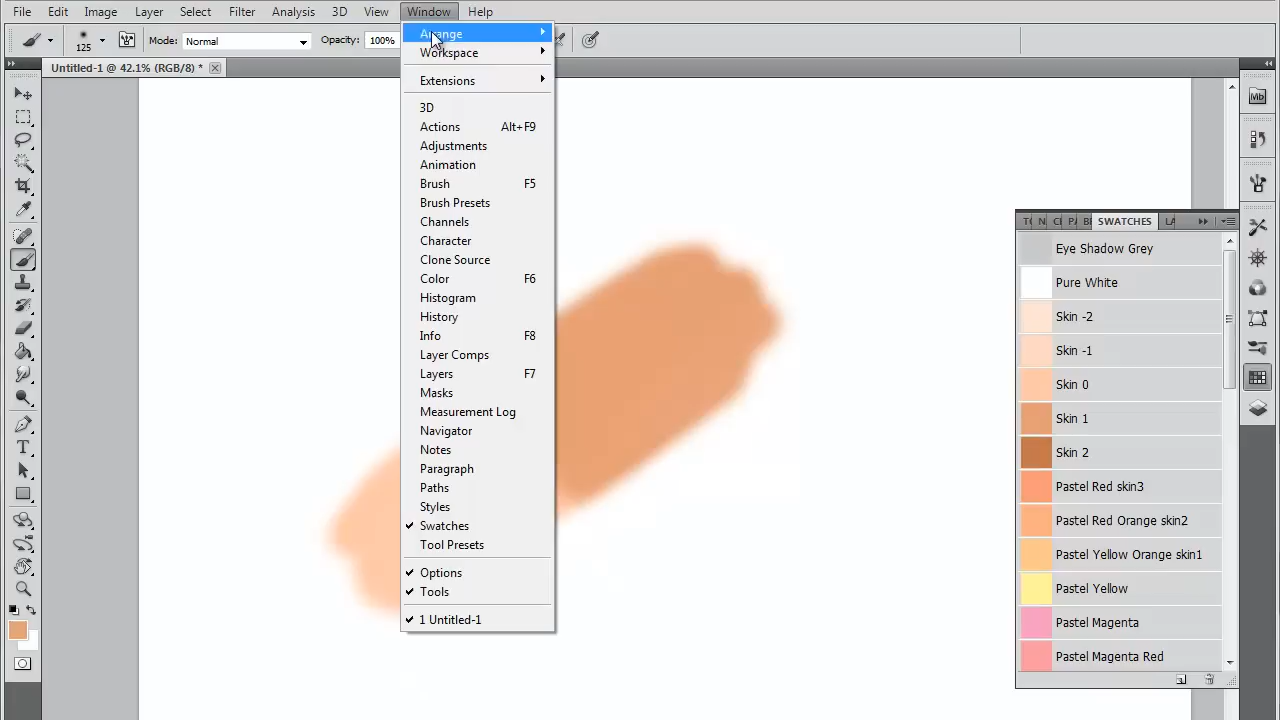 File Edit Image Layer Select Filter Analysis 3D View Window Help
125 Mode: Normal Opacity: 100%
Untitled-1 @ 42.1% (RGB/8) *
Arrange
Workspace
Extensions
3D
Actions Alt+F9
Adjustments
Animation
Brush F5
Brush Presets
Channels
Character
Clone Source
Color F6
Histogram
History
Info F8
Layer Comps
Layers F7
Masks
Measurement Log
Navigator
Notes
Paragraph
Paths
Styles
Swatches
Tool Presets
Options
Tools
1 Untitled-1
Mb
SWATCHES LA
Eye Shadow Grey
Pure White
Skin -2
Skin -1
Skin 0
Skin 1
Skin 2
Pastel Red skin3
Pastel Red Orange skin2
Pastel Yellow Orange skin1
Pastel Yellow
Pastel Magenta
Pastel Magenta Red